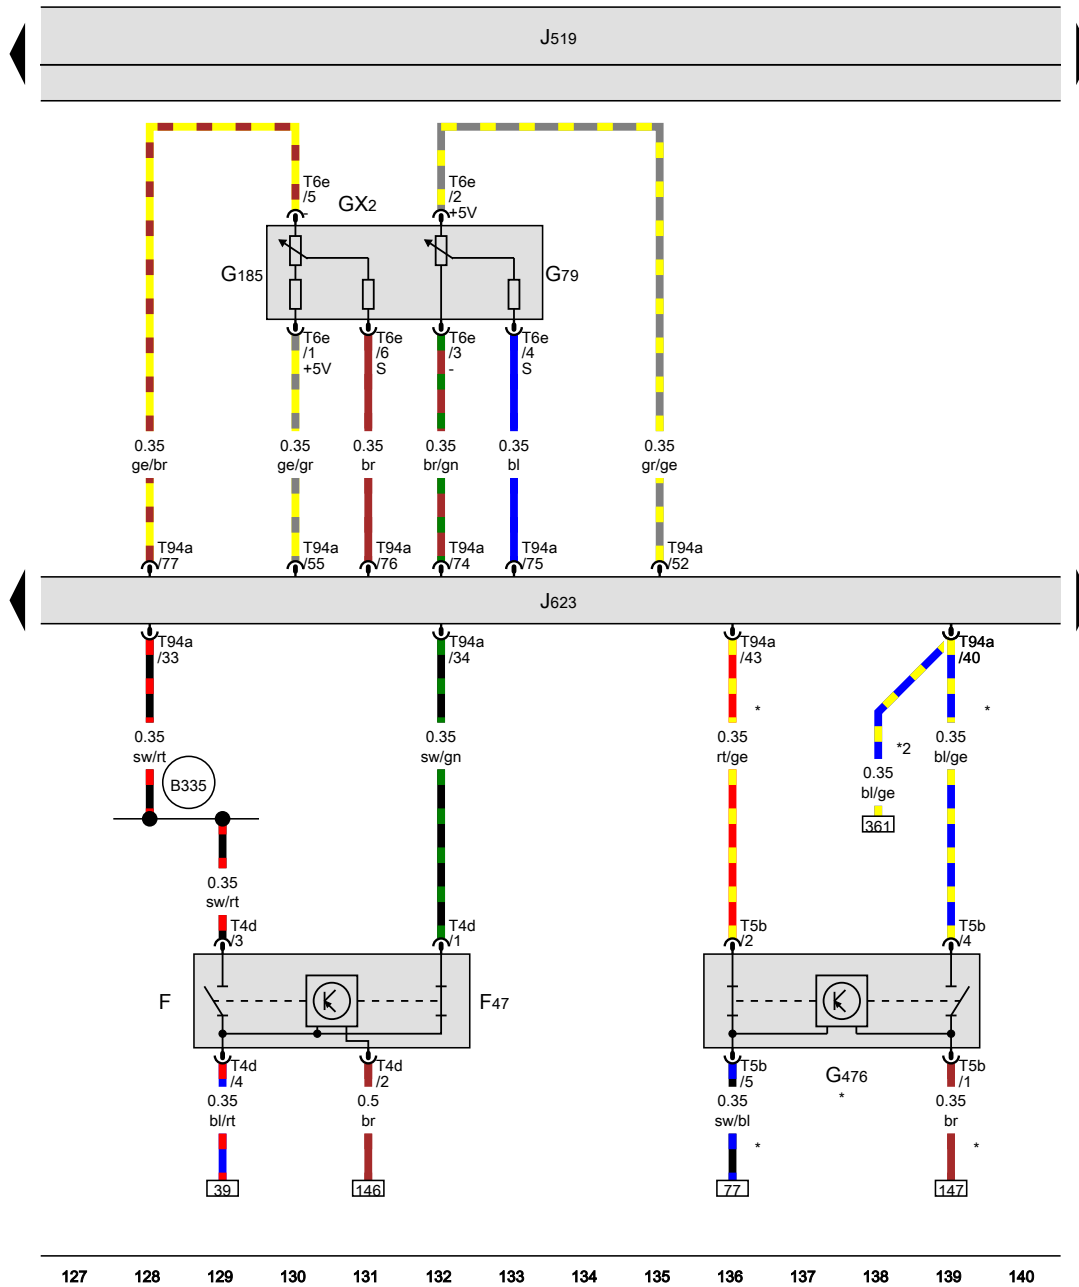 J519
T6e
/5
-
GX2
T6e
/2
+5V
G185
G79
T6e
/1
+5V
T6e
/6
S
T6e
/3
-
T6e
/4
S
0.35
ge/br
0.35
ge/gr
0.35
br
0.35
br/gn
0.35
bl
0.35
gr/ge
T94a
/77
T94a
/55
T94a
/76
T94a
/74
T94a
/75
T94a
/52
J623
T94a
/33
T94a
/34
T94a
/43
T94a
/40
*
*
0.35
sw/rt
0.35
sw/gn
0.35
rt/ge
*2
0.35
bl/ge
B335
0.35
bl/ge
361
0.35
sw/rt
T4d
/3
T4d
/1
T5b
/2
T5b
/4
F
F47
T4d
/4
T4d
/2
T5b
/5
G476
*
T5b
/1
0.35
bl/rt
0.5
br
0.35
sw/bl
*
0.35
br
*
39
146
77
147
127 128 129 130 131 132 133 134 135 136 137 138 139 140